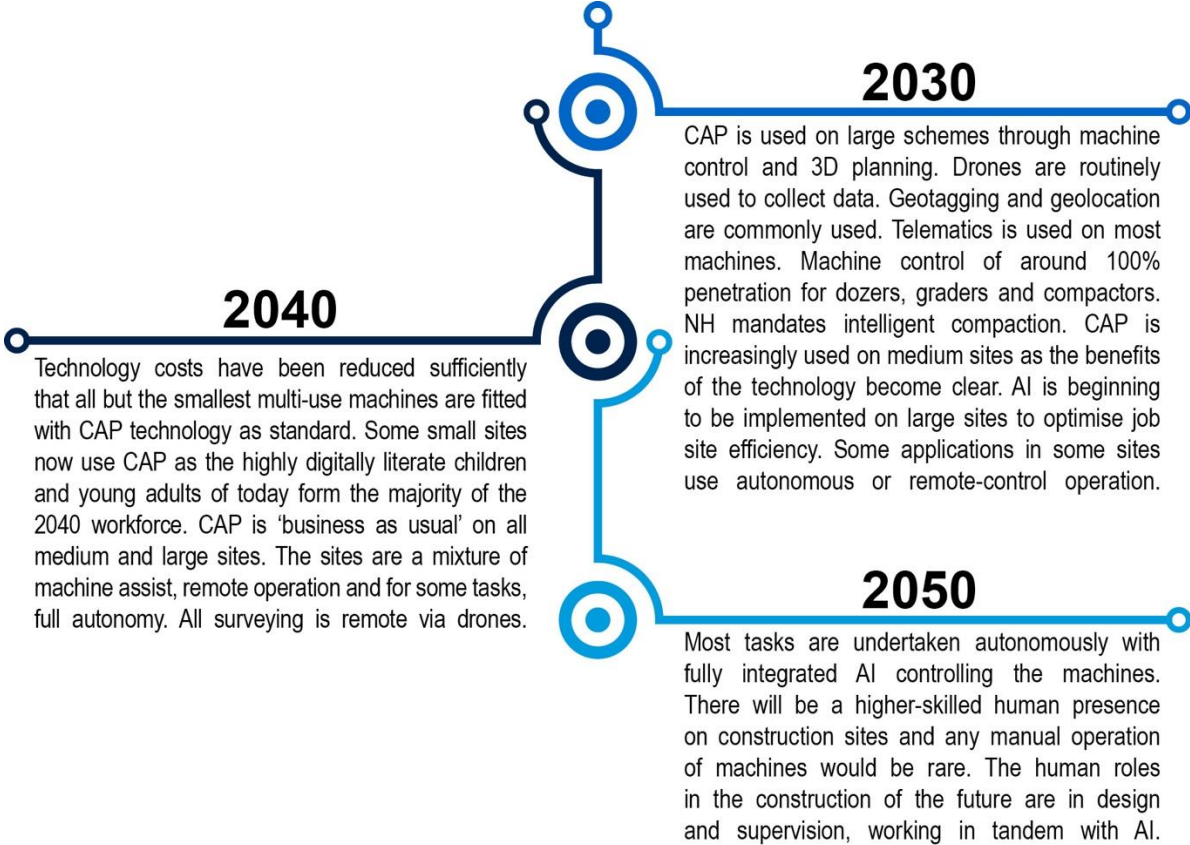 2030
CAP is used on large schemes through machine
control and 3D planning. Drones are routinely
used to collect data. Geotagging and geolocation
are commonly used. Telematics is used on most
machines. Machine control of around 100%
penetration for dozers, graders and compactors.
NH mandates intelligent compaction. CAP is
increasingly used on medium sites as the benefits
of the technology become clear. AI is beginning
to be implemented on large sites to optimise job
site efficiency. Some applications in some sites
use autonomous or remote-control operation.
2040
Technology costs have been reduced sufficiently
that all but the smallest multi-use machines are fitted
with CAP technology as standard. Some small sites
now use CAP as the highly digitally literate children
and young adults of today form the majority of the
2040 workforce. CAP is ‘business as usual’ on all
medium and large sites. The sites are a mixture of
machine assist, remote operation and for some tasks,
full autonomy. All surveying is remote via drones.
2050
Most tasks are undertaken autonomously with
fully integrated AI controlling the machines.
There will be a higher-skilled human presence
on construction sites and any manual operation
of machines would be rare. The human roles
in the construction of the future are in design
and supervision, working in tandem with AI.